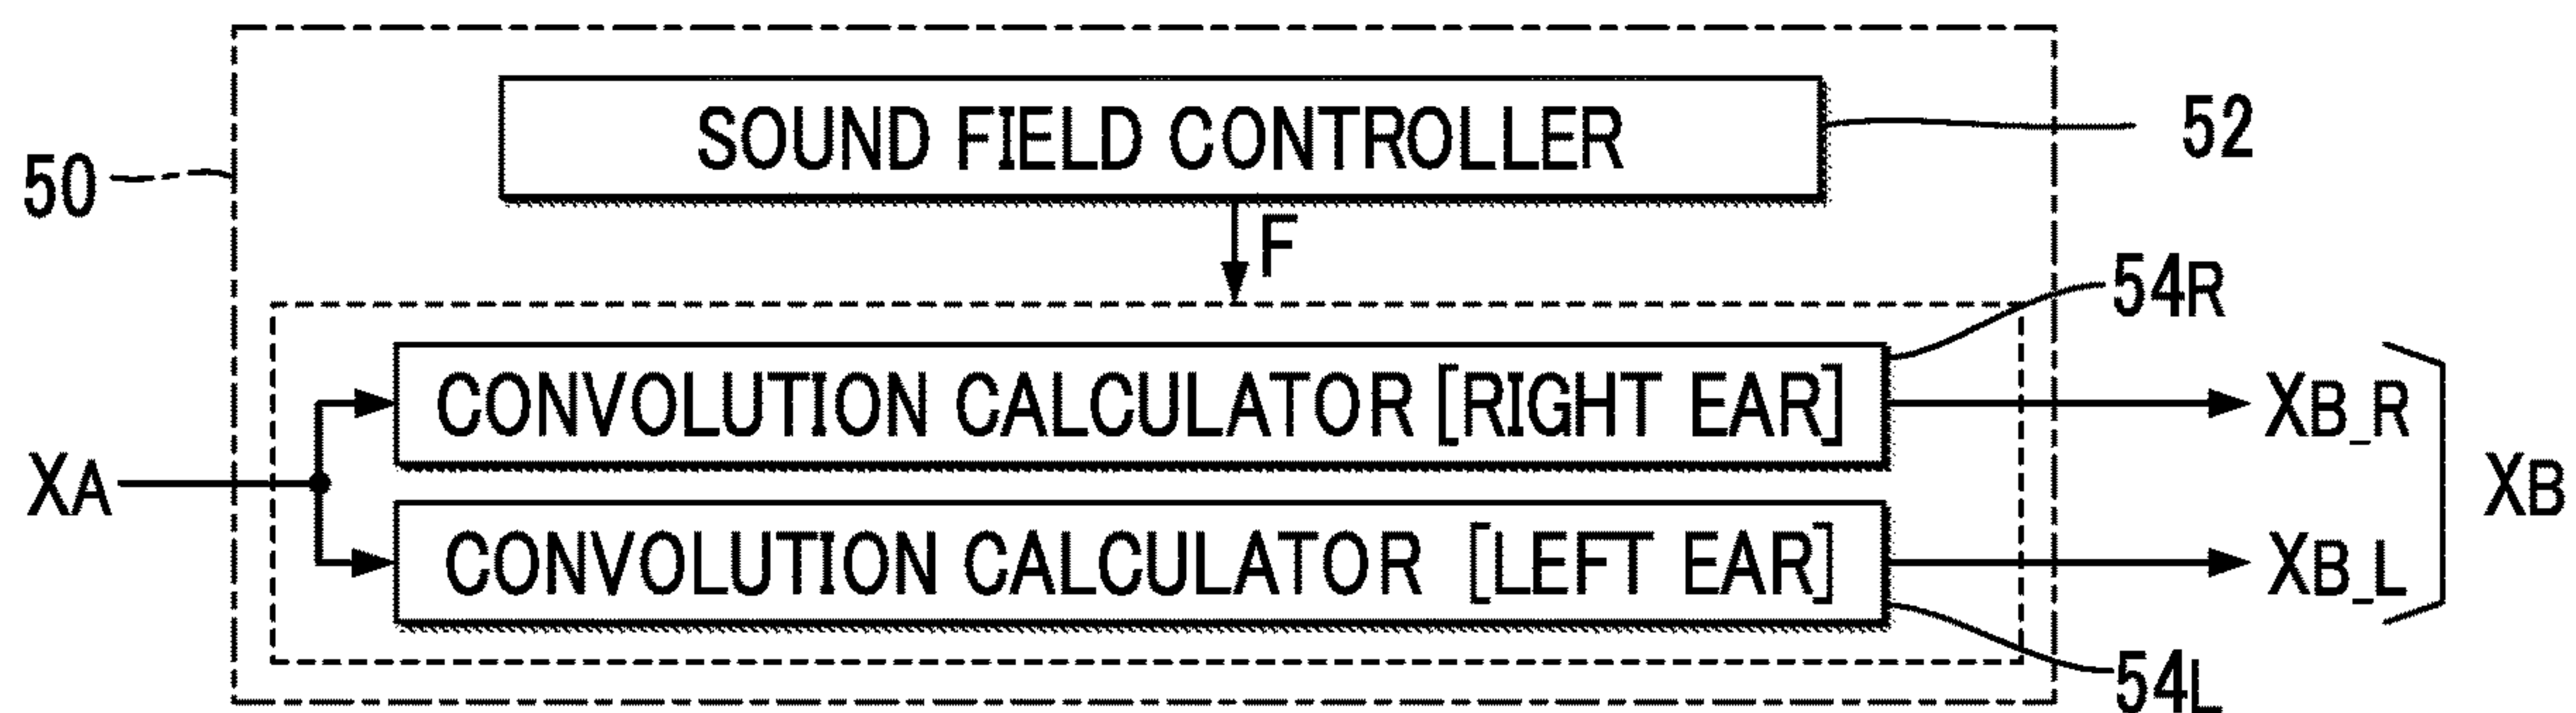 SOUND FIELD CONTROLLER
52
50
F
54R
CONVOLUTION CALCULATOR [RIGHT EAR]
XB_R
XA
XB
CONVOLUTION CALCULATOR [LEFT EAR]
XB_L
54L